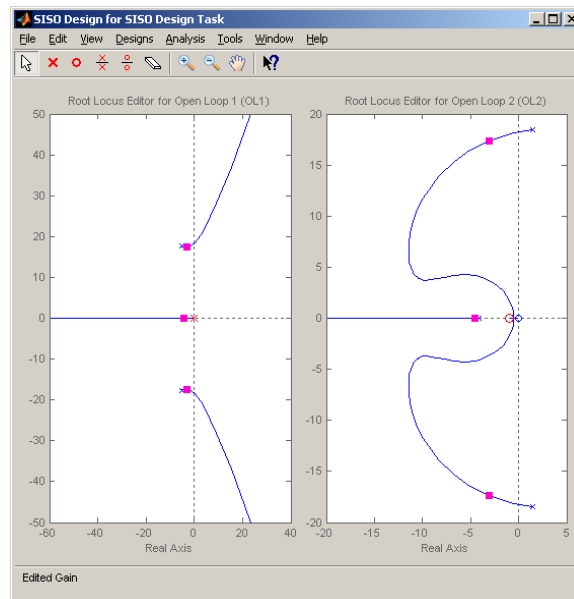 SISO Design for SISO Design Task
File Edit View Designs Analysis Tools Window Help
Root Locus Editor for Open Loop 1 (OL1)
50
40
30
20
10
0
-10
-20
-30
-40
-50
-60 -40 -20 0 20 40
Real Axis
Root Locus Editor for Open Loop 2 (OL2)
20
15
10
5
0
-5
-10
-15
-20
-20 -15 -10 -5 0 5
Real Axis
Edited Gain